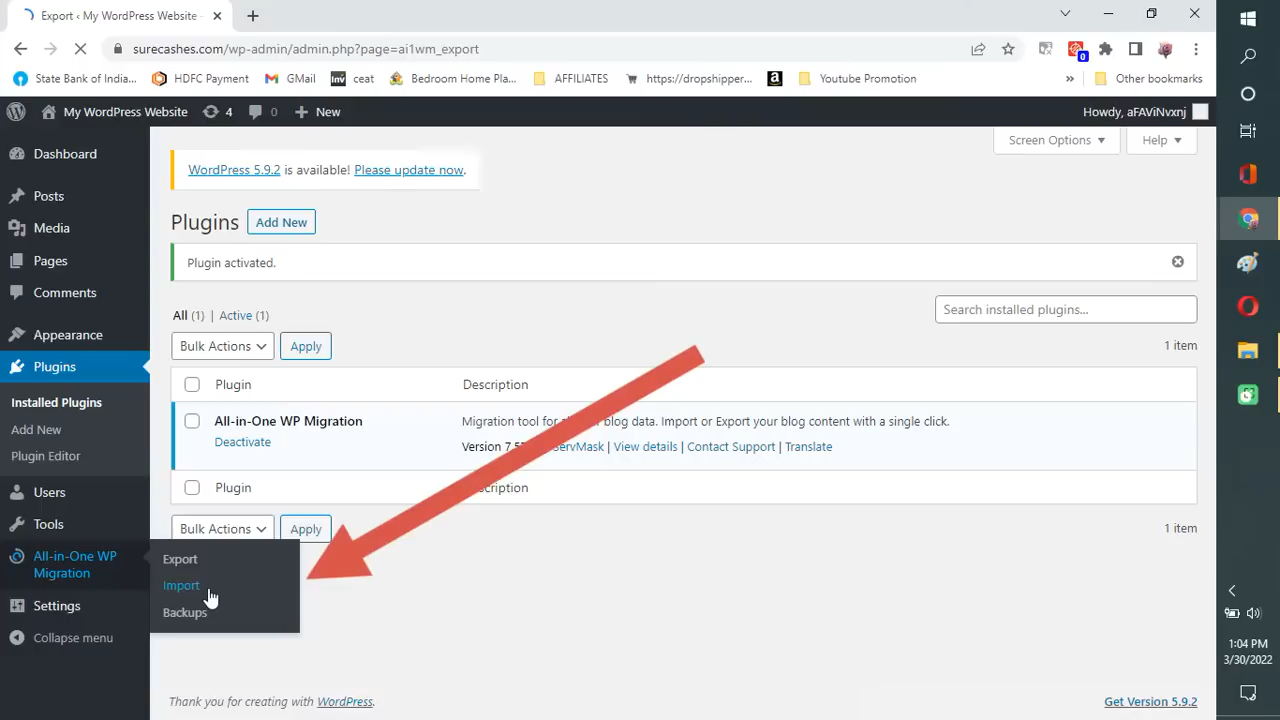 Export ‹ My WordPress Website -
surecashes.com/wp-admin/admin.php?page=ai1wm_export
State Bank of India... HDFC Payment GMail inv ceat Bedroom Home Pla... AFFILIATES https://dropshipper... a Youtube Promotion » Other bookmarks
0
My WordPress Website 4 0 + New Howdy, aFAViNvxnj
Screen Options Help
Dashboard
Posts
Media
Pages
Comments
Appearance
Plugins
Installed Plugins
Add New
Plugin Editor
Users
Tools
All-in-One WP
Migration
Settings
Collapse menu
Export
Import
Backups
WordPress 5.9.2 is available! Please update now.
Plugins Add New
Plugin activated.
All (1) | Active (1)
Search installed plugins...
Bulk Actions Apply 1 item
Plugin Description
All-in-One WP Migration Migration tool for blog data. Import or Export your blog content with a single click.
Deactivate Version | View details | Contact Support | Translate
Plugin
Bulk Actions Apply 1 item
Thank you for creating with WordPress. Get Version 5.9.2
1:04 PM
3/30/2022